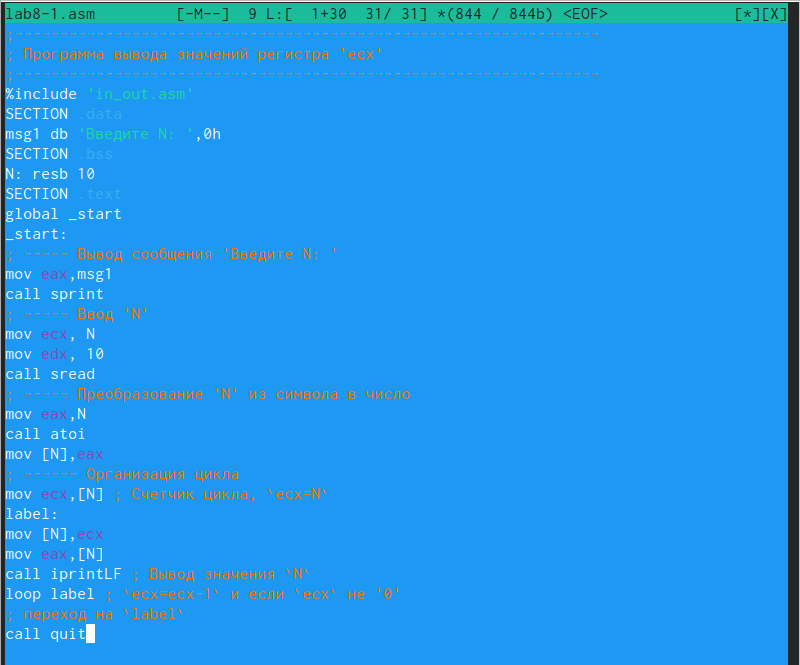 lab8-1.asm [-M--] 9 L:[ 1+30 31/ 31] *(844 / 844b) <EOF> [*][X]
;-----------------------------------------------------------------
; Программа вывода значений регистра 'ecx'
;-----------------------------------------------------------------
%include 'in_out.asm'
SECTION .data
msg1 db 'Введите N: ',0h
SECTION .bss
N: resb 10
SECTION .text
global _start
_start:
; ----- Вывод сообщения 'Введите N: '
mov eax,msg1
call sprint
; ----- Ввод 'N'
mov ecx, N
mov edx, 10
call sread
; ----- Преобразование 'N' из символа в число
mov eax,N
call atoi
mov [N],eax
; ------ Организация цикла
mov ecx,[N] ; Счетчик цикла, `ecx=N`
label:
mov [N],ecx
mov eax,[N]
call iprintLF ; Вывод значения `N`
loop label ; `ecx=ecx-1` и если `ecx` не '0'
; переход на `label`
call quit